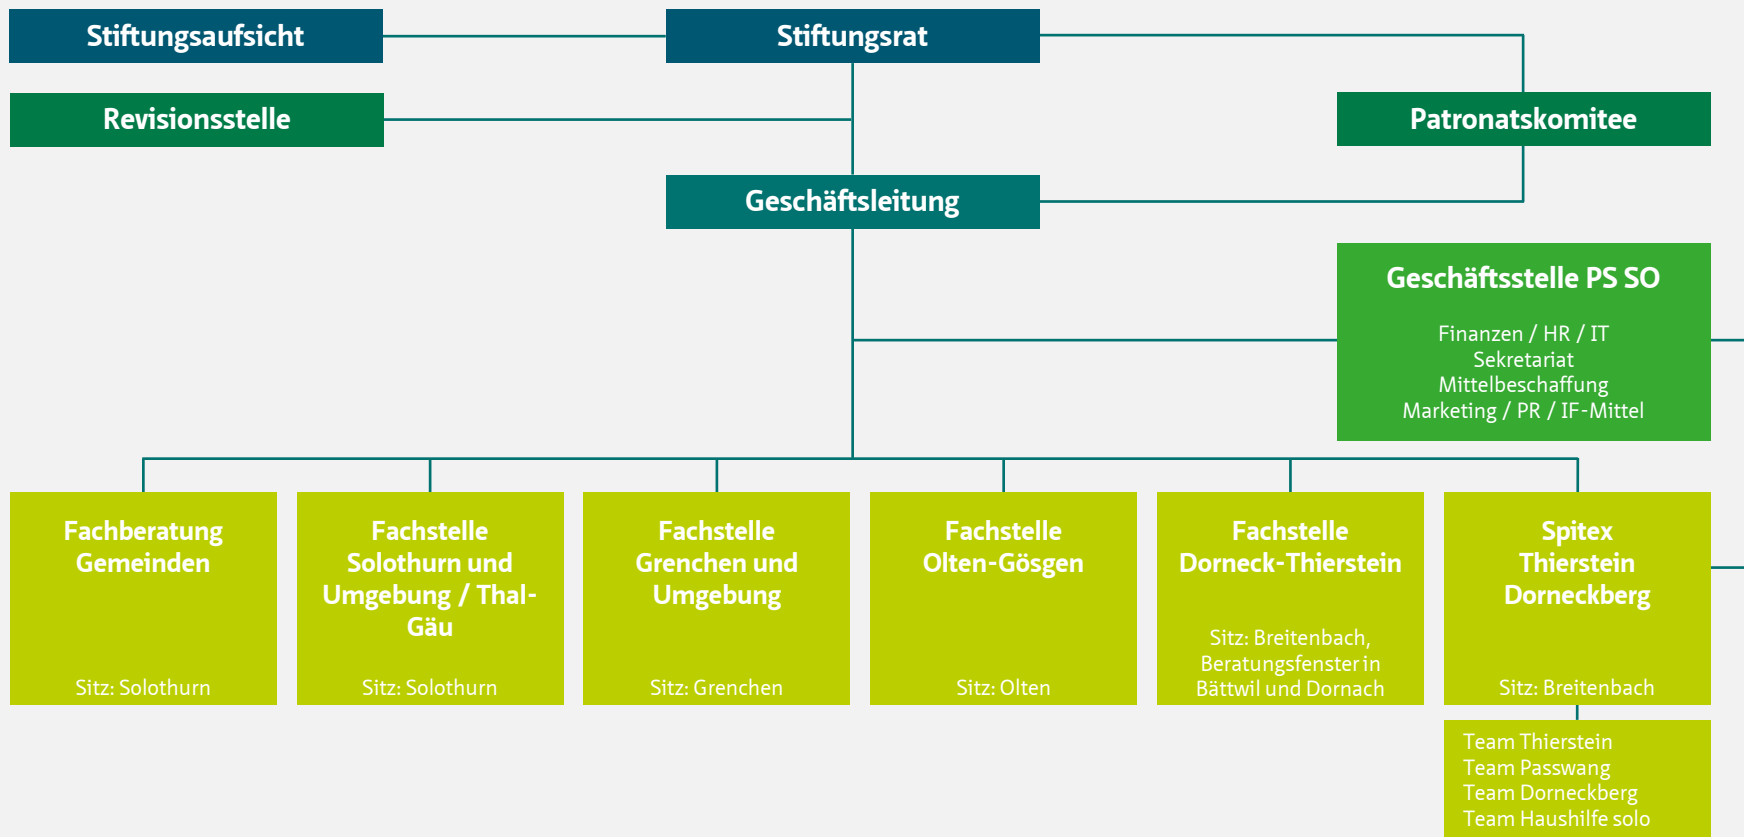 Stiftungsaufsicht
Stiftungsrat
Revisionsstelle
Patronatskomitee
Geschäftsleitung
Geschäftsstelle PS SO
Finanzen / HR / IT
Sekretariat
Mittelbeschaffung
Marketing / PR / IF-Mittel
Fachberatung
Gemeinden
Sitz: Solothurn
Fachstelle
Solothurn und
Umgebung / Thal-
Gäu
Sitz: Solothurn
Fachstelle
Grenchen und
Umgebung
Sitz: Grenchen
Fachstelle
Olten-Gösgen
Sitz: Olten
Fachstelle
Dorneck-Thierstein
Sitz: Breitenbach,
Beratungsfenster in
Bättwil und Dornach
Spitex
Thierstein
Dorneckberg
Sitz: Breitenbach
Team Thierstein
Team Passwang
Team Dorneckberg
Team Haushilfe solo